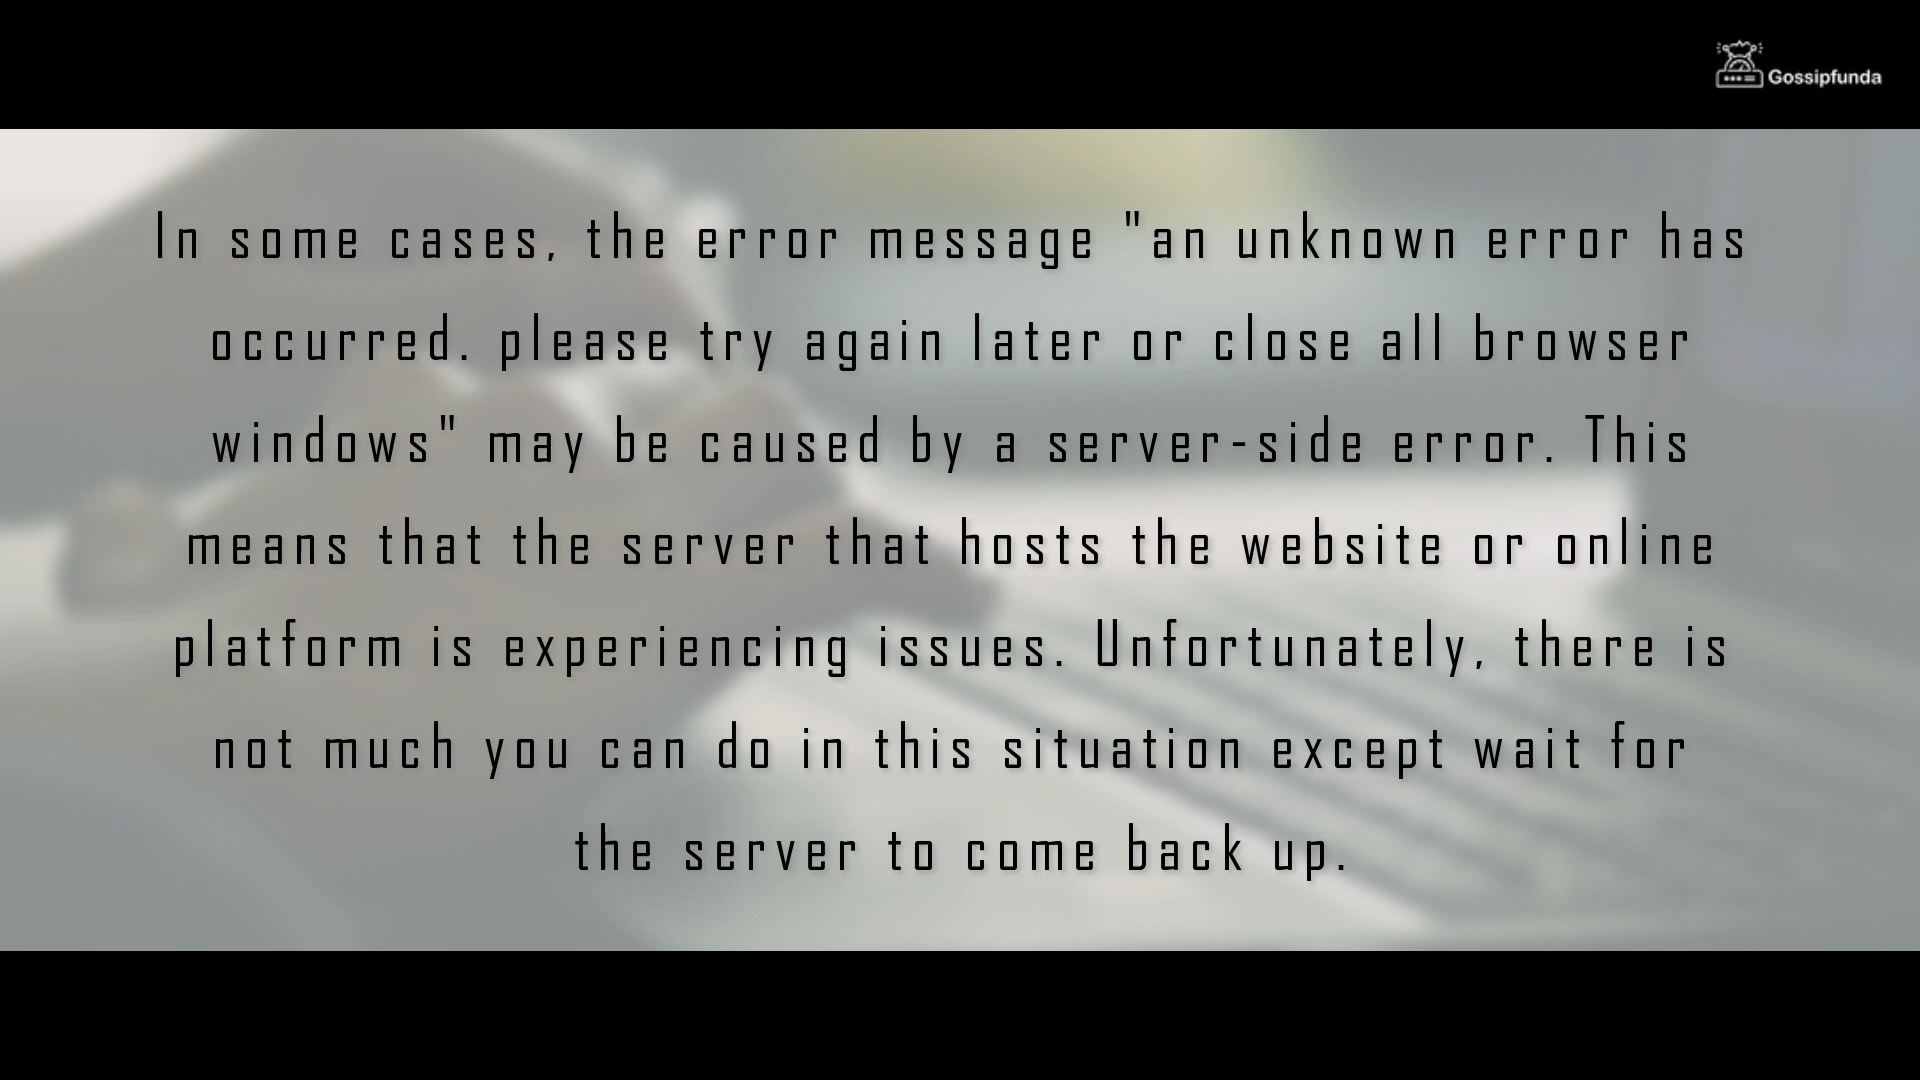 Gossipfunda
In some cases, the error message "an unknown error has
occurred. please try again later or close all browser
windows" may be caused by a server-side error. This
means that the server that hosts the website or online
platform is experiencing issues. Unfortunately, there is
not much you can do in this situation except wait for
the server to come back up.